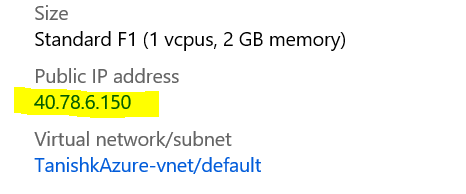 Size
Standard F1 (1 vcpus, 2 GB memory)
Public IP address
40.78.6.150
Virtual network/subnet
TanishkAzure-vnet/default